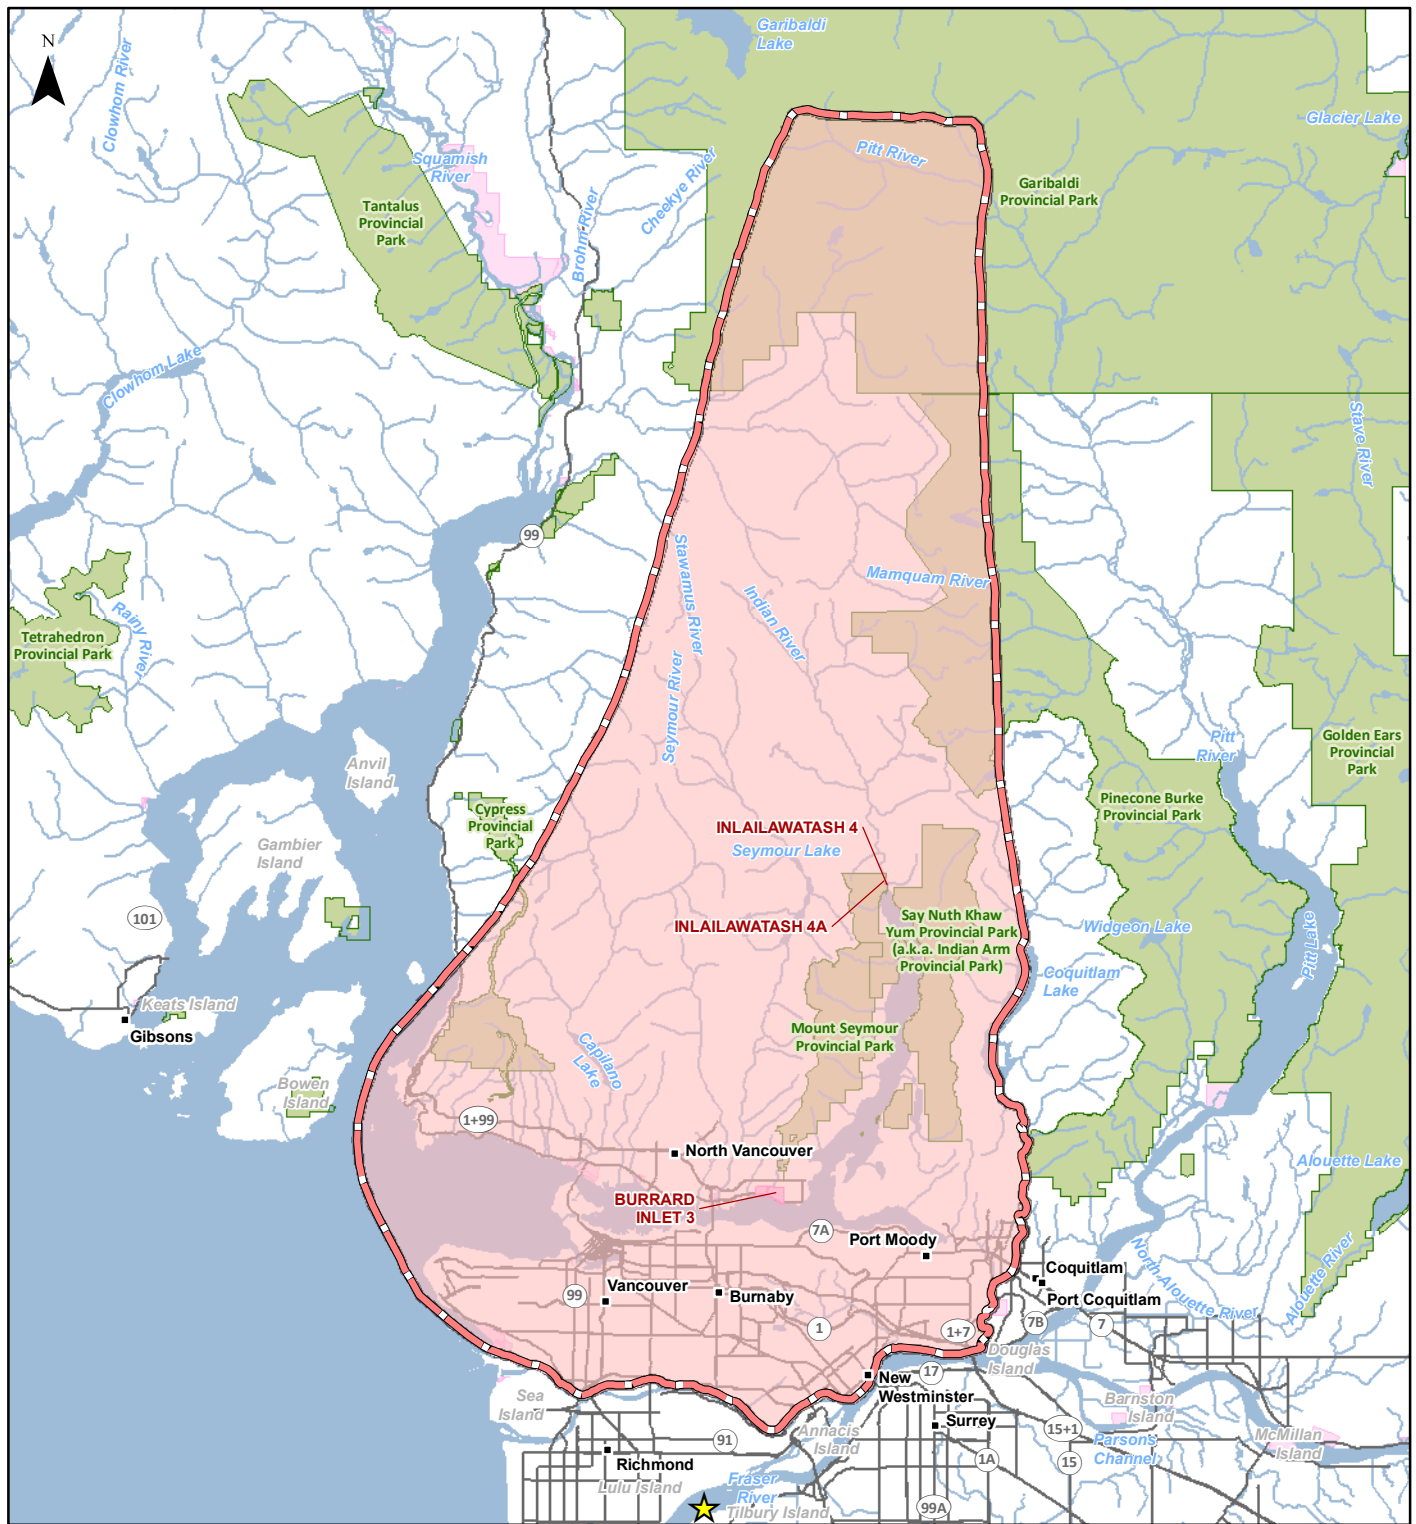 N
Garibaldi
Lake
Clowhom River
Glacier Lake
Squamish
River
Pitt River
Cheekye River
Garibaldi
Provincial Park
Tantalus
Provincial
Park
Brohm River
Clowhom Lake
Stave River
99
Stawamus River
Mamquam River
Indian River
Rainy River
Tetrahedron
Provincial Park
Seymour River
Pitt
River
Golden Ears
Provincial
Park
Anvil
Island
Pinecone Burke
Provincial Park
Cypress
Provincial
Park
INLAILAWATASH 4
Seymour Lake
Gambier
Island
101
INLAILAWATASH 4A
Say Nuth Khaw
Yum Provincial Park
(a.k.a. Indian Arm
Provincial Park)
Widgeon Lake
Pitt Lake
Coquitlam
Lake
Keats Island
Gibsons
Mount Seymour
Provincial Park
Capilano
Lake
Bowen
Island
1+99
North Vancouver
Alouette Lake
BURRARD
INLET 3
7A
Port Moody
North Alouette River
Alouette River
Coquitlam
Port Coquitlam
Vancouver
99
Burnaby
1
1+7
7B
7
Douglas
Island
17
New
Westminster
Sea
Island
Barnston
Island
Surrey
15+1
Annacis
Island
91
McMillan
Island
Parsons
Channel
Richmond
1A
15
Lulu Island
Fraser
River
99A
Tilbury Island